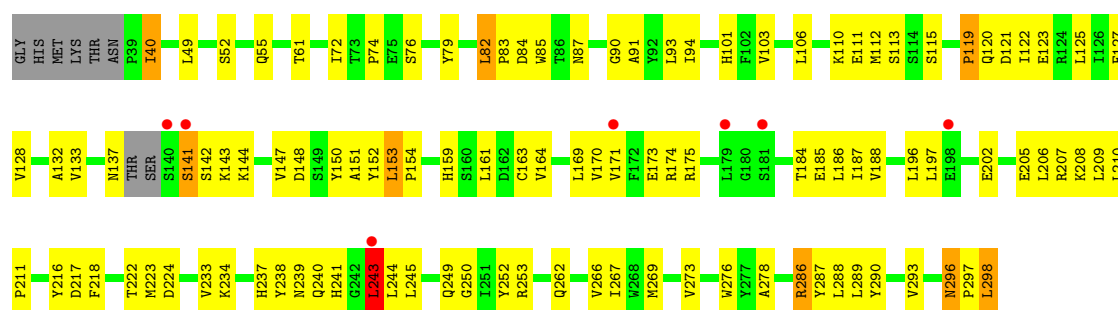 GLY HIS MET LYS THR ASN P39 I40 L49 S52 Q55 T61 I72 T73 P74 E75 S76 Y79 L82 P83 D84 W85 T86 N87 G90 A91 Y92 L93 I94 H101 F102 V103 L106 K110 E111 M112 S113 S114 S115 P119 Q120 D121 I122 E123 R124 L125 I126 E127
V128 A132 V133 N137 THR SER S140 S141 S142 K143 K144 V147 D148 S149 Y150 A151 Y152 L153 P154 H159 S160 L161 D162 C163 V164 L169 V170 V171 F172 E173 R174 R175 L179 G180 S181 T184 E185 L186 I187 V188 L196 L197 E198 E202 E205 L206 R207 K208 L209 L210
P211 Y216 D217 F218 T222 M223 D224 V233 K234 H237 Y238 N239 Q240 H241 G242 L243 L244 L245 Q249 G250 I251 Y252 R253 Q262 V266 I267 W268 M269 V273 W276 Y277 A278 R286 Y287 L288 L289 Y290 V293 N296 P297 L298